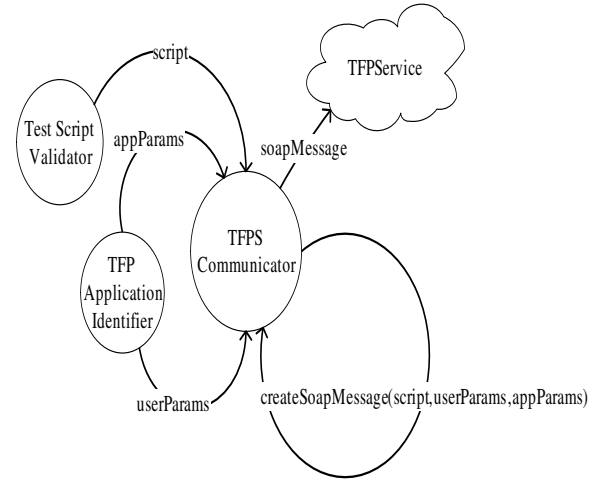 script
TFPService
Test Script
Validator
appParams
soapMessage
TFPS
Communicator
TFP
Application
Identifier
userParams
createSoapMessage(script,userParams,appParams)